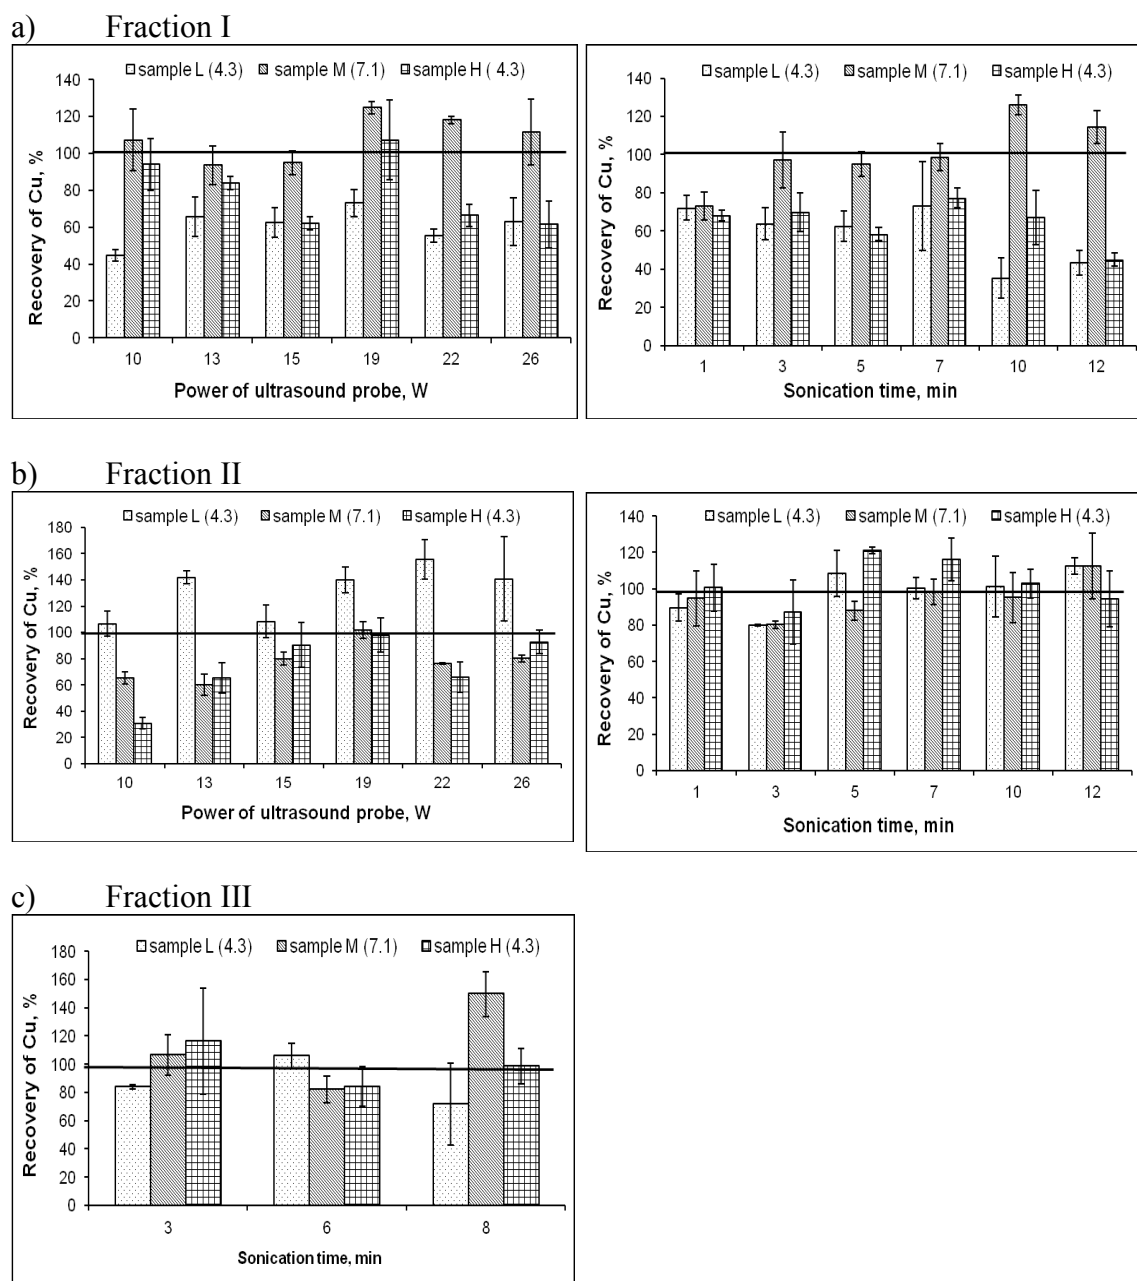 a) Fraction I
sample L (4.3) sample M (7.1) sample H ( 4.3)
Recovery of Cu, %
140
120
100
80
60
40
20
0
10 13 15 19 22 26
Power of ultrasound probe, W
sample L (4.3) sample M (7.1) sample H (4.3)
Recovery of Cu, %
140
120
100
80
60
40
20
0
1 3 5 7 10 12
Sonication time, min
b) Fraction II
sample L (4.3) sample M (7.1) sample H (4.3)
Recovery of Cu, %
180
160
140
120
100
80
60
40
20
0
10 13 15 19 22 26
Power of ultrasound probe, W
sample L (4.3) sample M (7.1) sample H (4.3)
Recovery of Cu, %
140
120
100
80
60
40
20
0
1 3 5 7 10 12
Sonication time, min
c) Fraction III
sample L (4.3) sample M (7.1) sample H (4.3)
Recovery of Cu, %
180
160
140
120
100
80
60
40
20
0
3 6 8
Sonication time, min